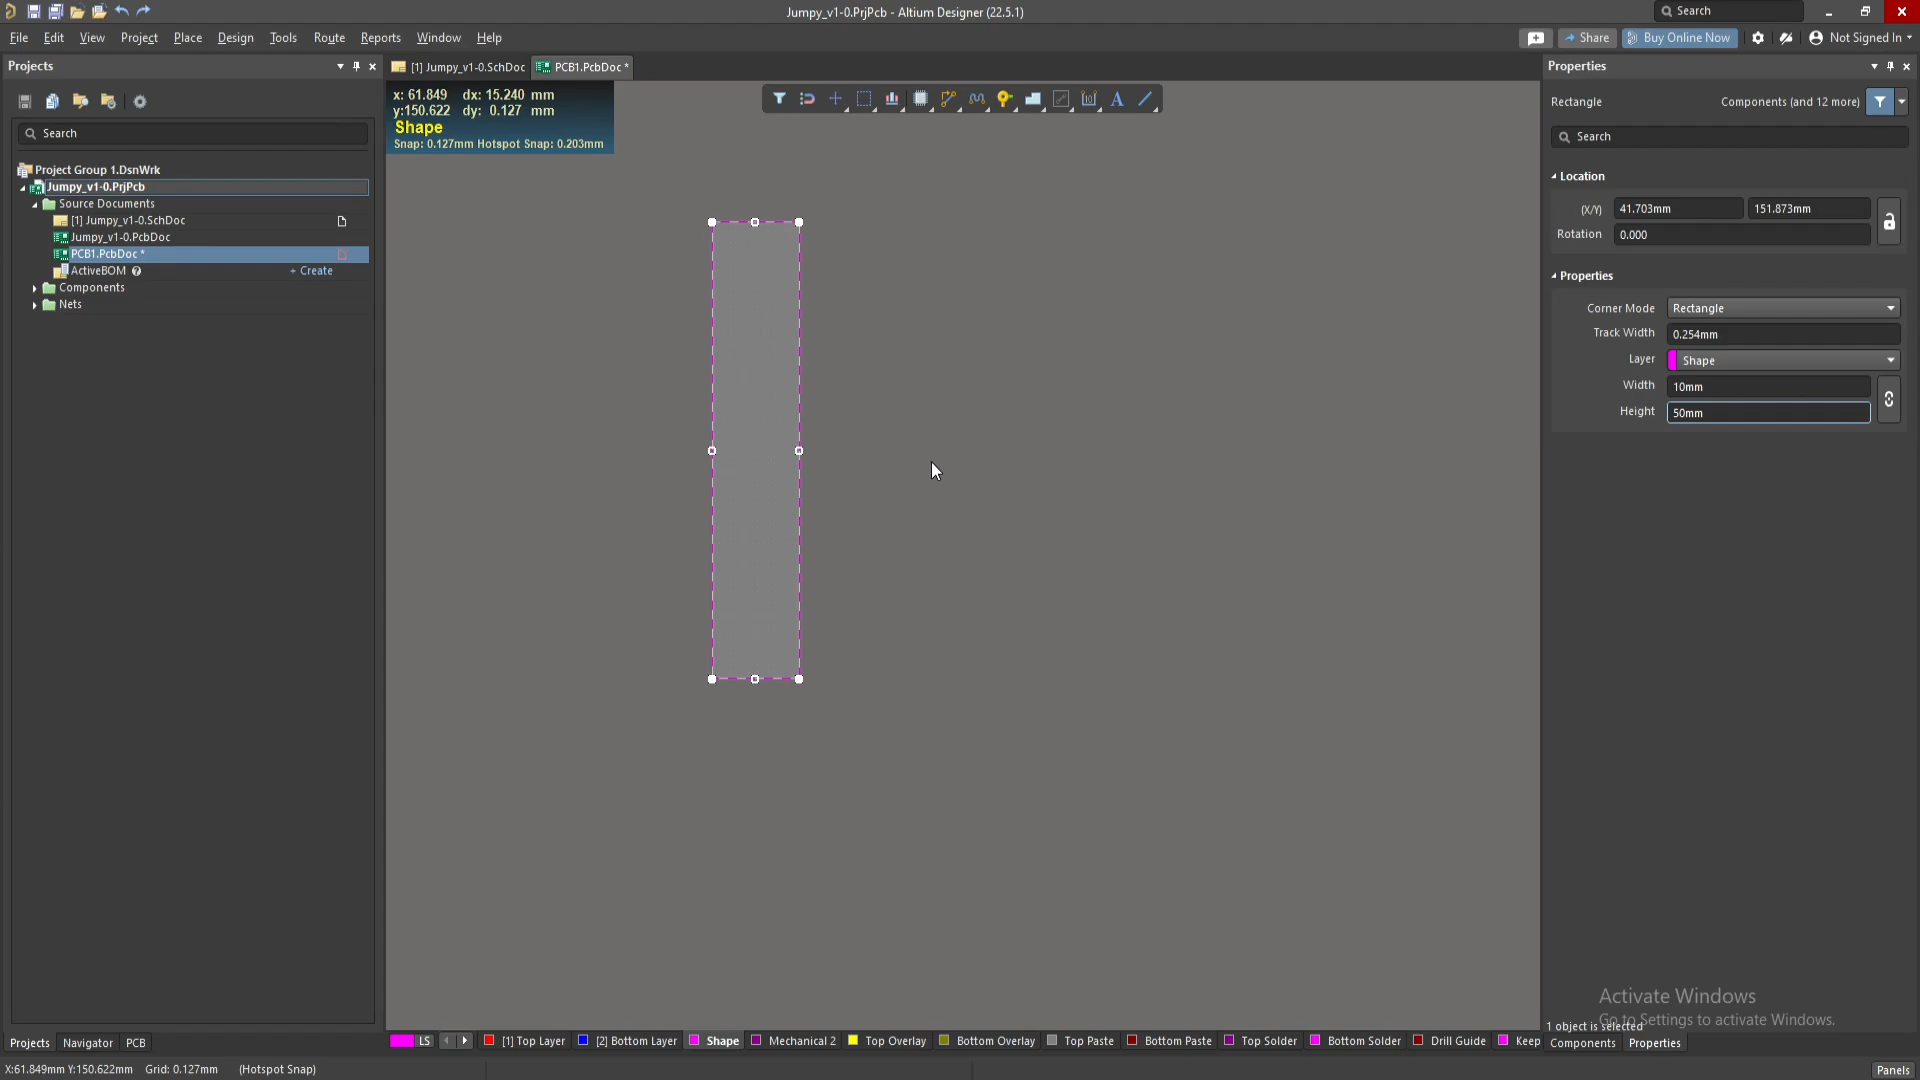 Jumpy_v1-0.PrjPcb - Altium Designer (22.5.1)
Search
File Edit View Project Place Design Tools Route Reports Window Help
Share Buy Online Now Not Signed In
Projects
[1] Jumpy_v1-0.SchDoc PCB1.PcbDoc *
Properties
x: 61.849 dx: 15.240 mm
y:150.622 dy: 0.127 mm
Shape
Snap: 0.127mm Hotspot Snap: 0.203mm
Search
Project Group 1.DsnWrk
Jumpy_v1-0.PrjPcb
Source Documents
[1] Jumpy_v1-0.SchDoc
Jumpy_v1-0.PcbDoc
PCB1.PcbDoc *
ActiveBOM + Create
Components
Nets
Rectangle Components (and 12 more)
Search
Location
(X/Y) 41.703mm 151.873mm
Rotation 0.000
Properties
Corner Mode Rectangle
Track Width 0.254mm
Layer Shape
Width 10mm
Height 50mm
Activate Windows
Go to Settings to activate Windows.
1 object is selected
Projects Navigator PCB
LS [1] Top Layer [2] Bottom Layer Shape Mechanical 2 Top Overlay Bottom Overlay Top Paste Bottom Paste Top Solder Bottom Solder Drill Guide Keep
Components Properties
X:61.849mm Y:150.622mm Grid: 0.127mm (Hotspot Snap)
Panels